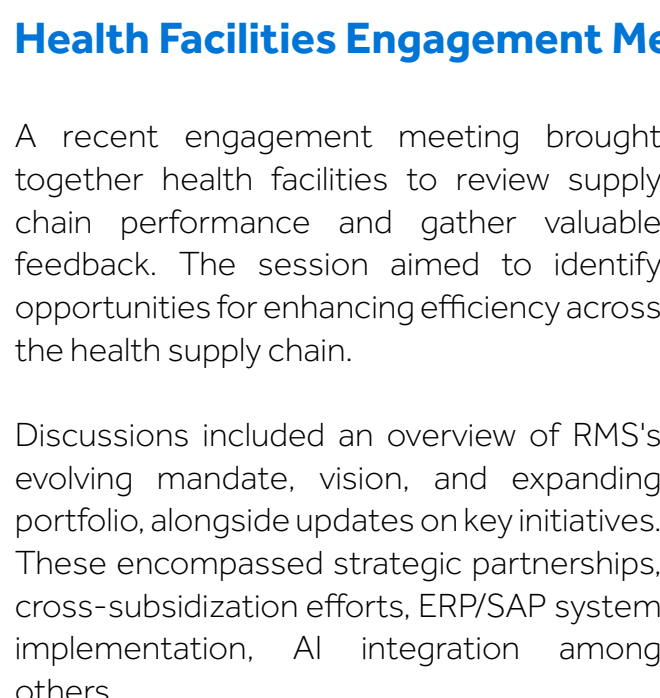 Health Facilities Engagement Me
A recent engagement meeting brought
together health facilities to review supply
chain performance and gather valuable
feedback. The session aimed to identify
opportunities for enhancing efficiency across
the health supply chain.
Discussions included an overview of RMS's
evolving mandate, vision, and expanding
portfolio, alongside updates on key initiatives.
These encompassed strategic partnerships,
cross-subsidization efforts, ERP/SAP system
implementation, AI integration among
others.